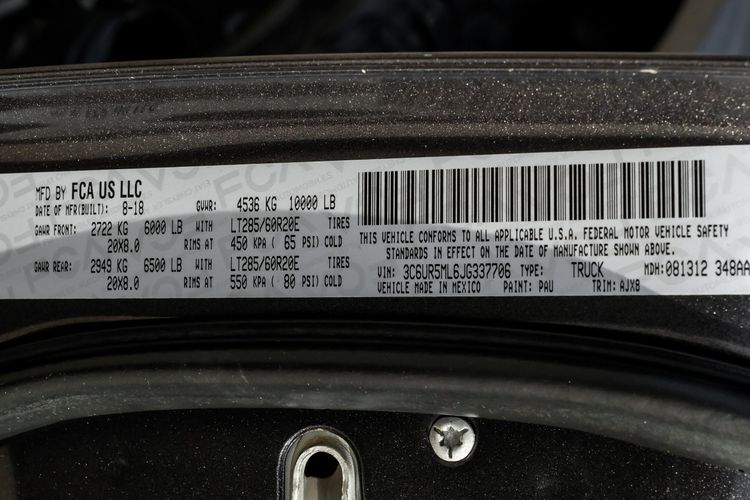 MFD BY FCA US LLC
DATE OF MFR(BUILT): 8-18 GVWR: 4536 KG 10000 LB
GAWR FRONT: 2722 KG 6000 LB WITH LT285/60R20E TIRES
20X8.0 RIMS AT 450 KPA ( 65 PSI) COLD
GAWR REAR: 2949 KG 6500 LB WITH LT285/60R20E TIRES
20X8.0 RIMS AT 550 KPA ( 80 PSI) COLD
THIS VEHICLE CONFORMS TO ALL APPLICABLE U.S.A. FEDERAL MOTOR VEHICLE SAFETY
STANDARDS IN EFFECT ON THE DATE OF MANUFACTURE SHOWN ABOVE.
VIN: 3C6UR5ML6JG337706 TYPE: TRUCK MDH: 081312 348AA
VEHICLE MADE IN MEXICO PAINT: PAU TRIM: AJX8